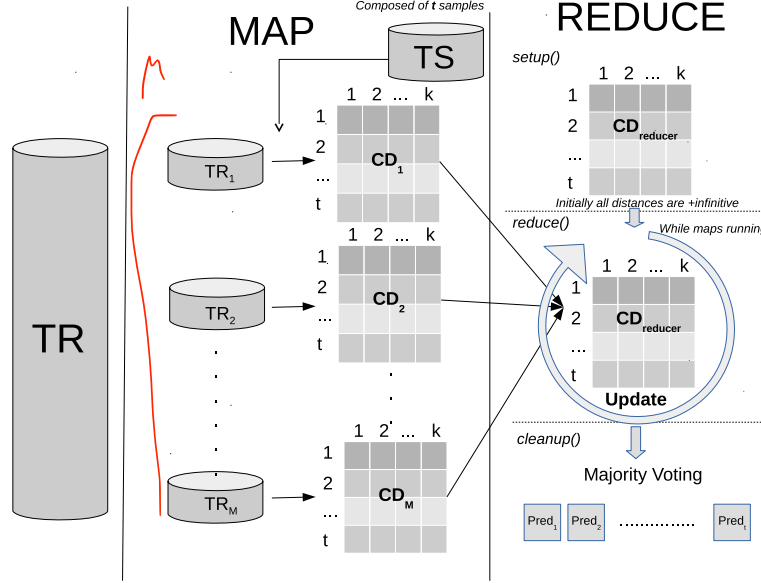 Composed of t samples
MAP
REDUCE
TS
M
TR
1 2 ... k
1
2
...
t
TR1
CD1
1 2 ... k
1
2
...
t
TR2
CD2
1 2 ... k
1
2
...
t
TRM
CDM
setup()
1 2 ... k
1
2
...
t
CDreducer
Initially all distances are +infinitive
reduce()
While maps running
1 2 ... k
1
2
...
t
CDreducer
Update
cleanup()
Majority Voting
Pred1 Pred2 ............... Predt